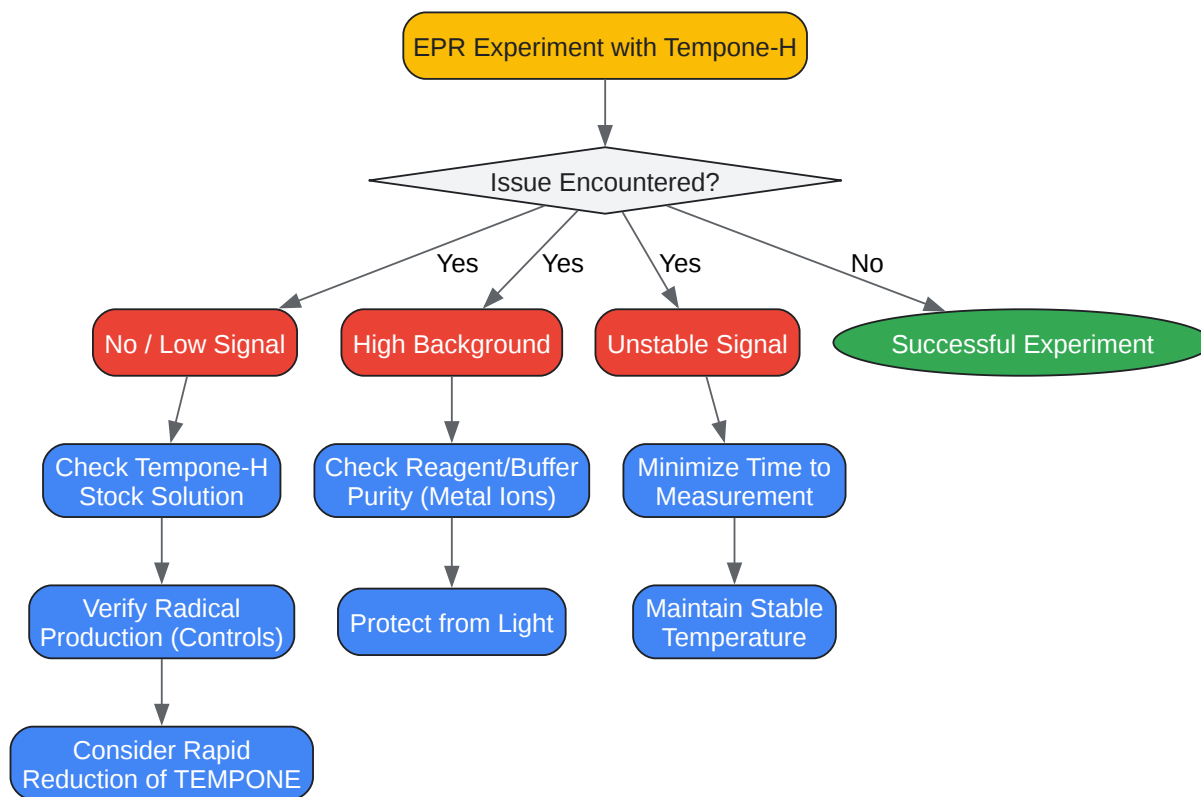 EPR Experiment with Tempone-H
Issue Encountered?
Yes
Yes
Yes
No
No / Low Signal
High Background
Unstable Signal
Successful Experiment
Check Tempone-H
Stock Solution
Check Reagent/Buffer
Purity (Metal Ions)
Minimize Time to
Measurement
Verify Radical
Production (Controls)
Protect from Light
Maintain Stable
Temperature
Consider Rapid
Reduction of TEMPONE